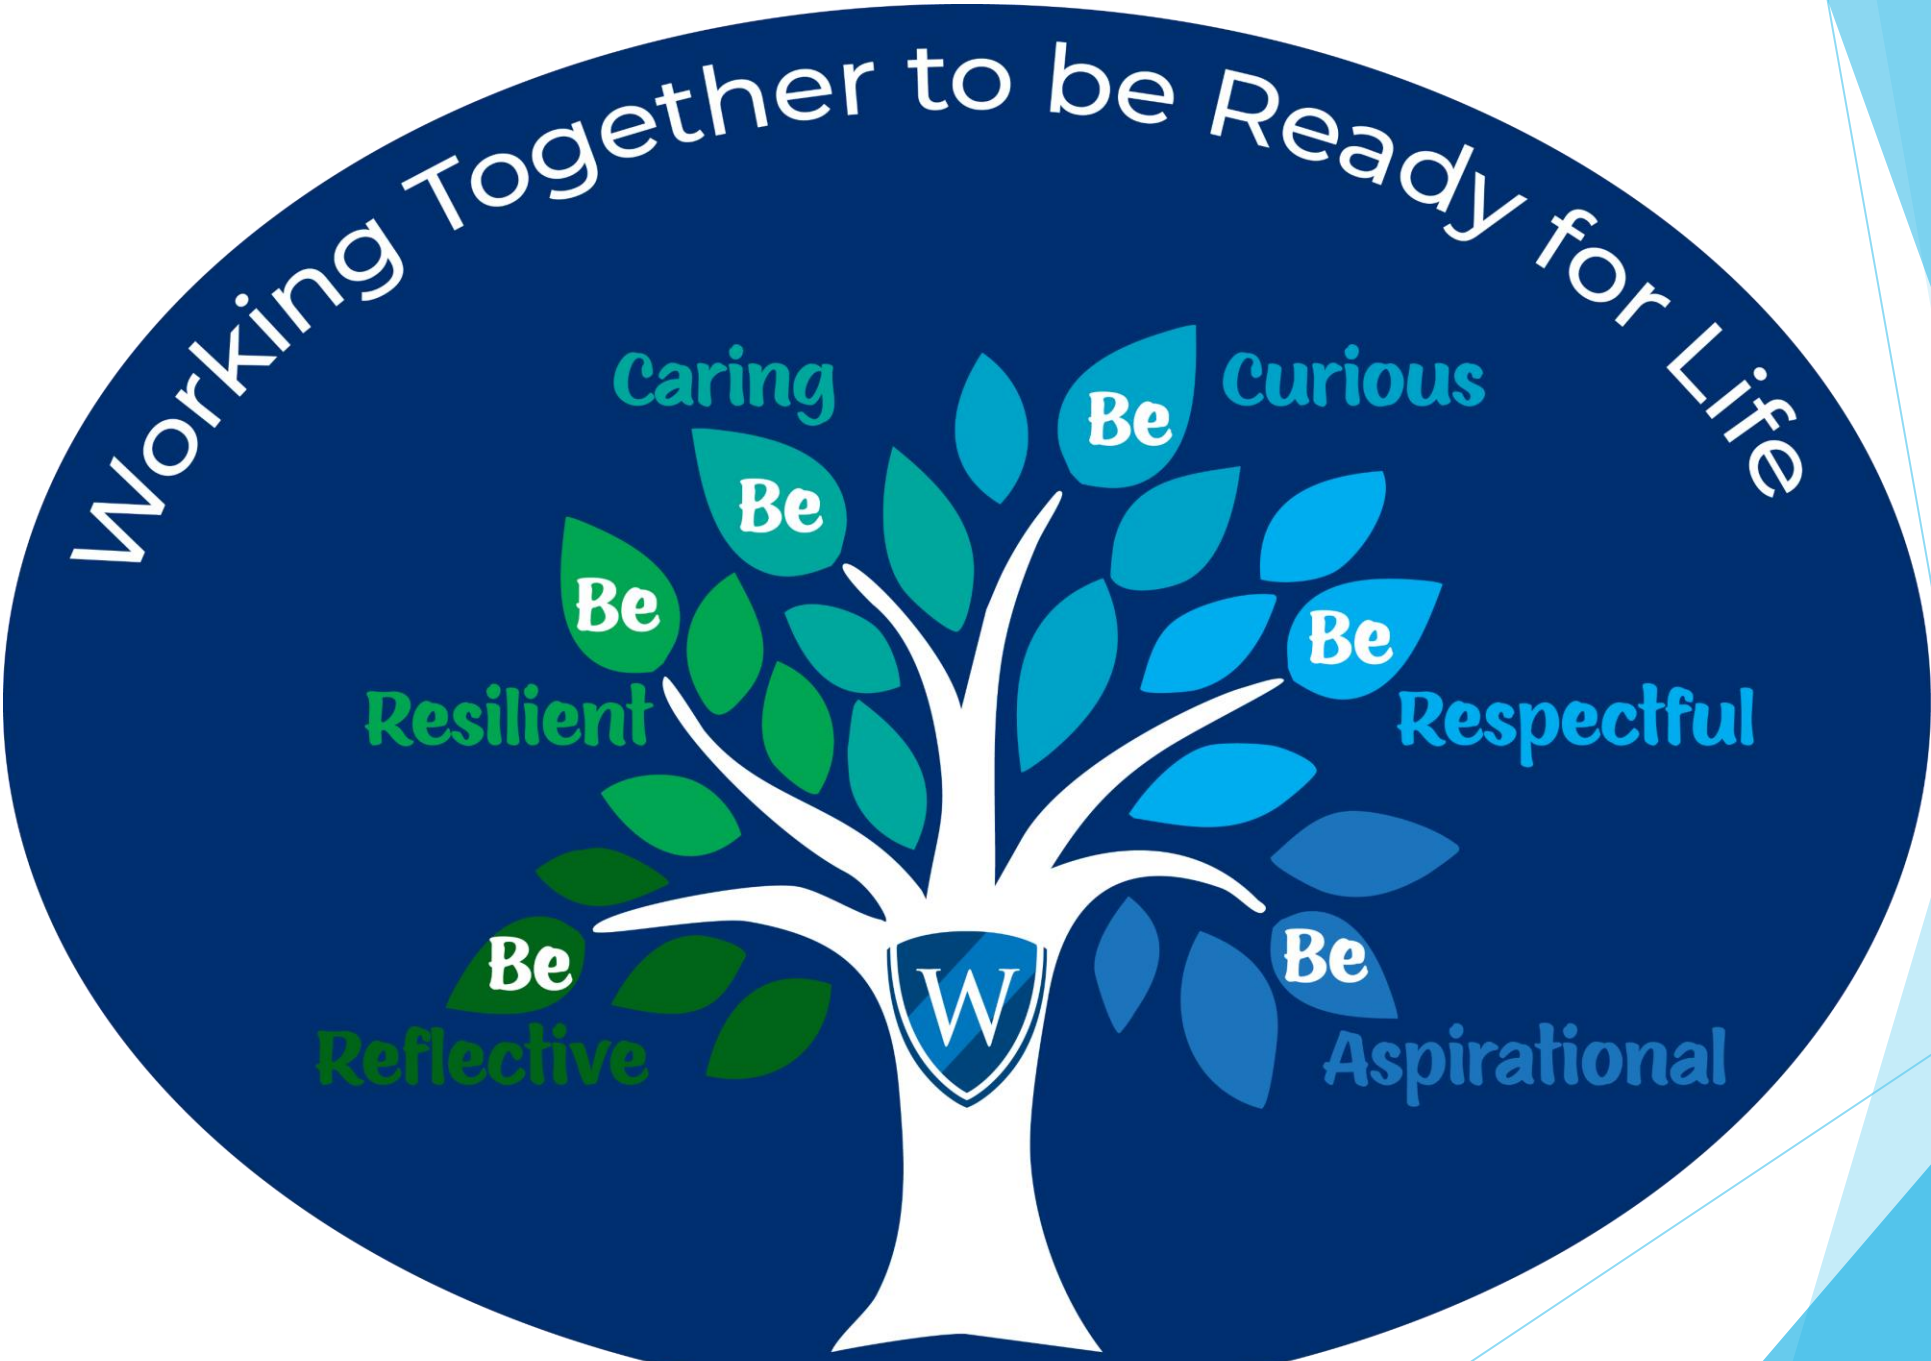 Working Together to be Ready for Life
Caring
Be
Be
Curious
Be
Resilient
Be
Respectful
Be
Reflective
Be
Aspirational
W